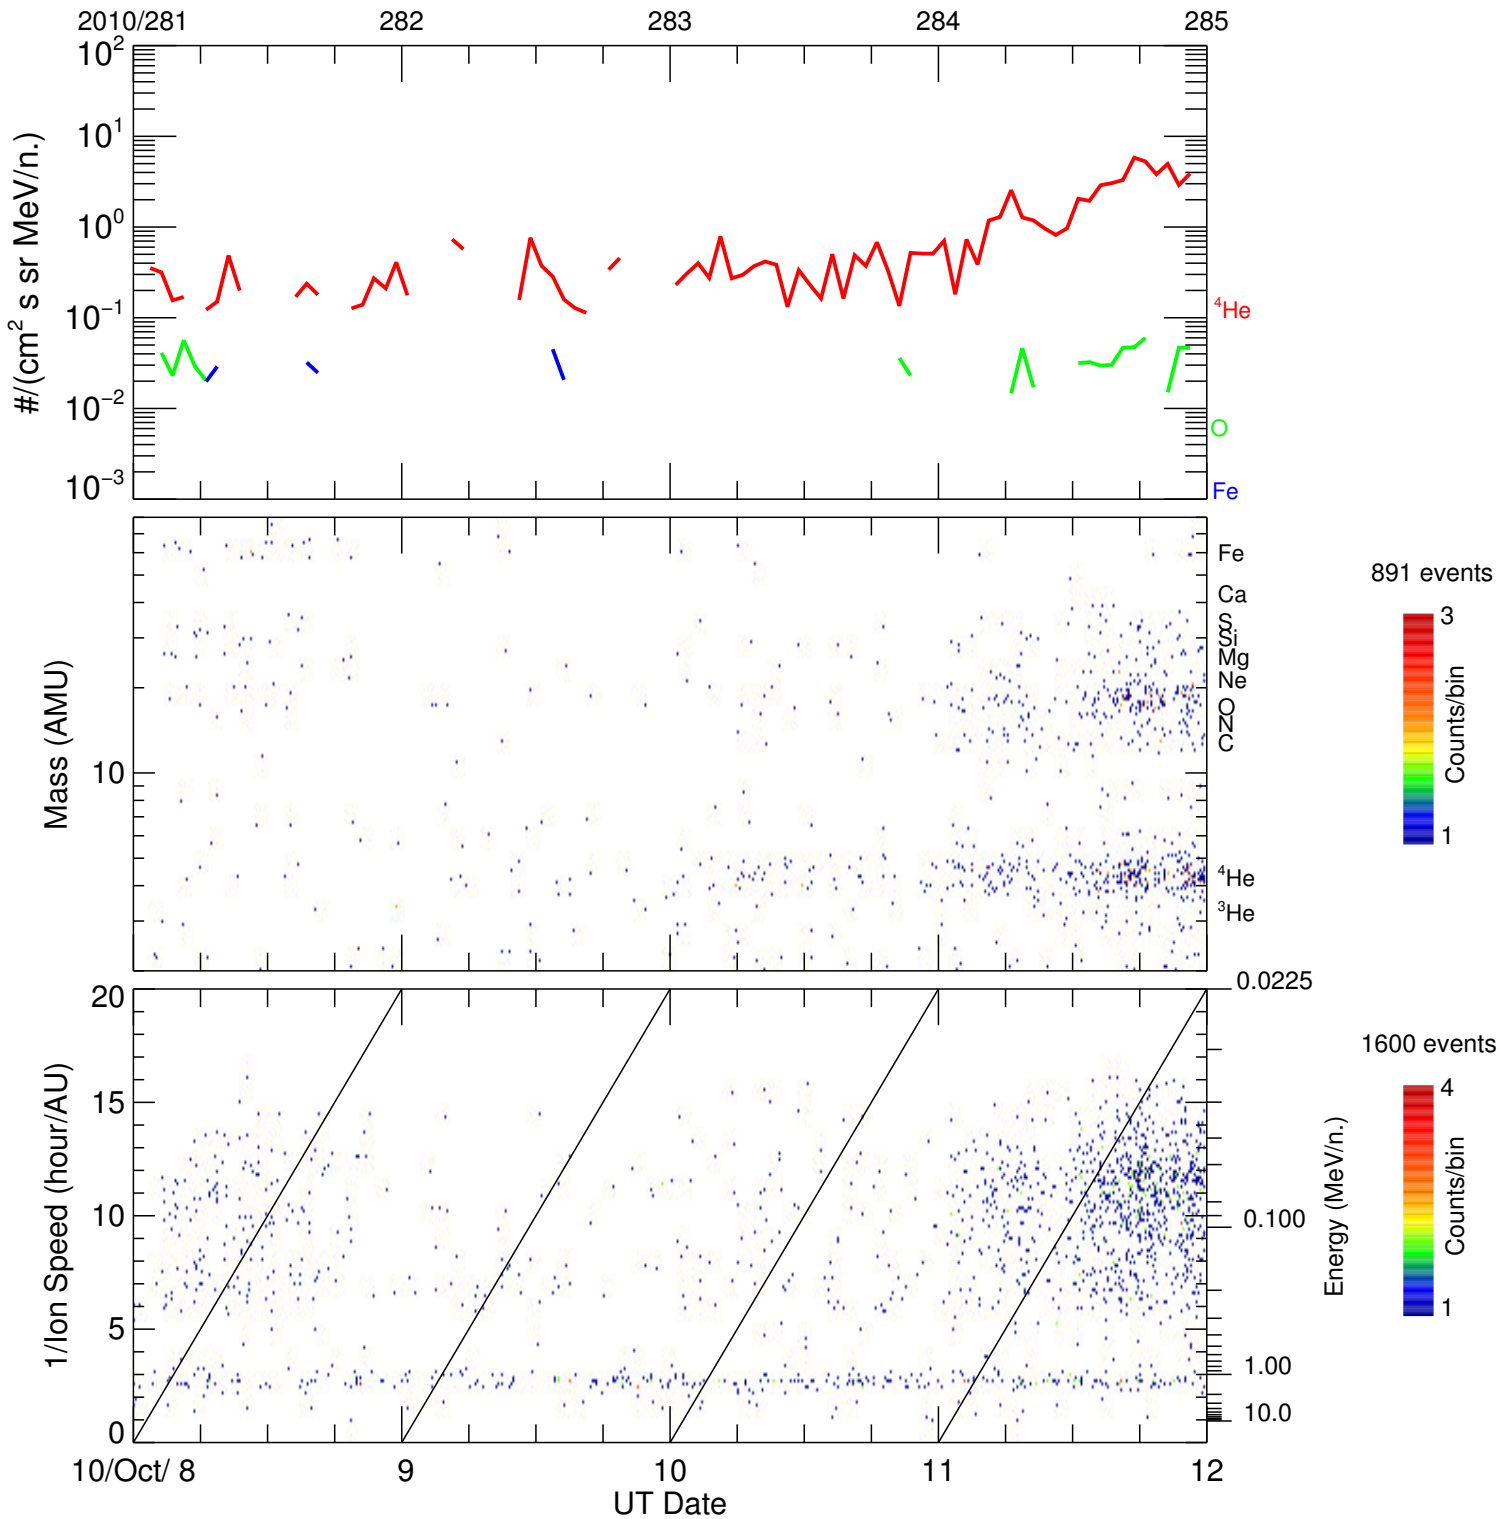 2010/281 282 283 284 285
10²
10¹
10⁰
10⁻¹
10⁻²
10⁻³
#/(cm² s sr MeV/n.)
⁴He
O
Fe
Mass (AMU)
10
Fe
Ca
S
Si
Mg
Ne
O
N
C
⁴He
³He
891 events
3
Counts/bin
1
1/Ion Speed (hour/AU)
20
15
10
5
0
0.0225
0.100
1.00
10.0
Energy (MeV/n.)
1600 events
4
Counts/bin
1
10/Oct/ 8 9 10 11 12
UT Date